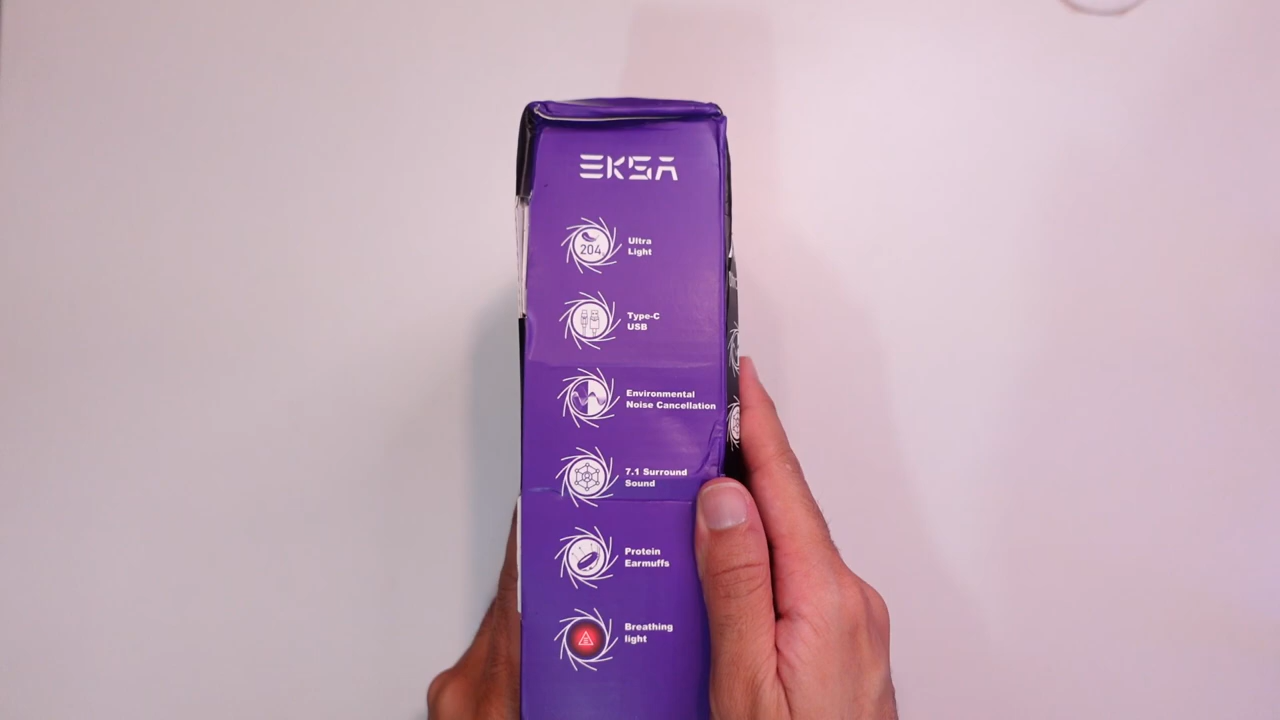 EKSA
204
Ultra
Light
Type-C
USB
Environmental
Noise Cancellation
7.1 Surround
Sound
Protein
Earmuffs
Breathing
light